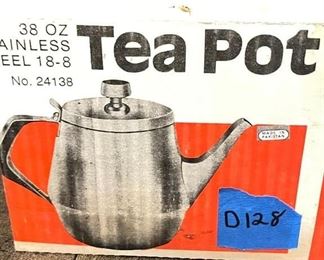 38 OZ
AINLESS
EEL 18-8
No. 24138
Tea Pot
MADE IN
PAKISTAN
D128